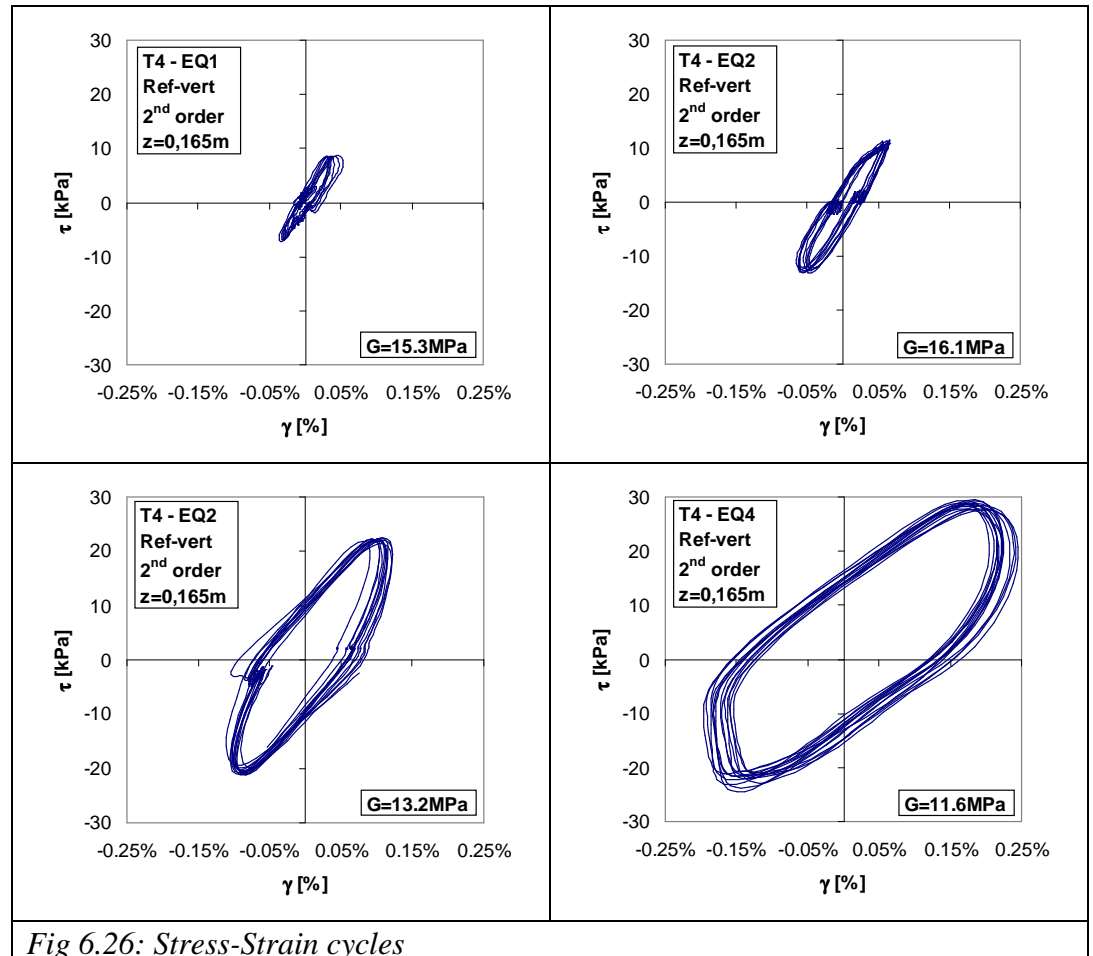 30
20
10
0
-10
-20
-30
τ [kPa]
T4 - EQ1
Ref-vert
2nd order
z=0,165m
G=15.3MPa
-0.25% -0.15% -0.05% 0.05% 0.15% 0.25%
γ [%]
30
20
10
0
-10
-20
-30
τ [kPa]
T4 - EQ2
Ref-vert
2nd order
z=0,165m
G=16.1MPa
-0.25% -0.15% -0.05% 0.05% 0.15% 0.25%
γ [%]
30
20
10
0
-10
-20
-30
τ [kPa]
T4 - EQ2
Ref-vert
2nd order
z=0,165m
G=13.2MPa
-0.25% -0.15% -0.05% 0.05% 0.15% 0.25%
γ [%]
30
20
10
0
-10
-20
-30
τ [kPa]
T4 - EQ4
Ref-vert
2nd order
z=0,165m
G=11.6MPa
-0.25% -0.15% -0.05% 0.05% 0.15% 0.25%
γ [%]
Fig 6.26: Stress-Strain cycles